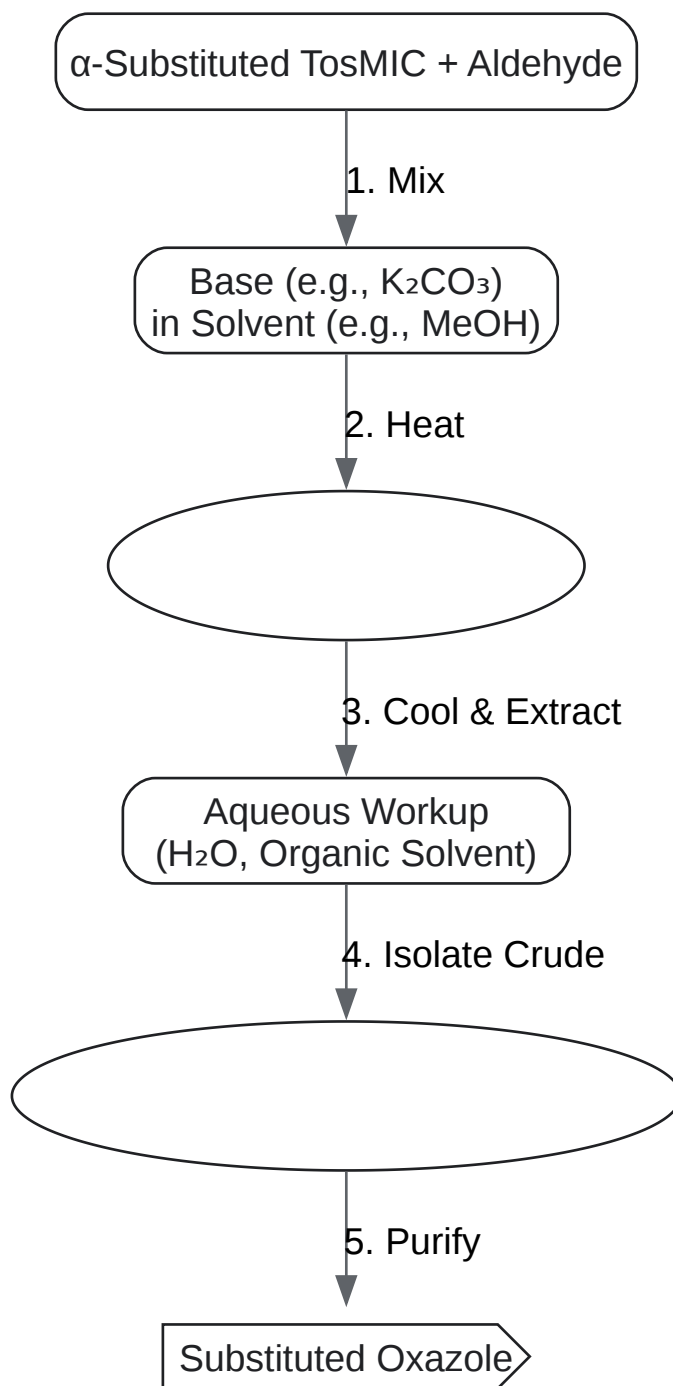 α-Substituted TosMIC + Aldehyde
1. Mix
Base (e.g., K₂CO₃)
in Solvent (e.g., MeOH)
2. Heat
3. Cool & Extract
Aqueous Workup
(H₂O, Organic Solvent)
4. Isolate Crude
5. Purify
Substituted Oxazole